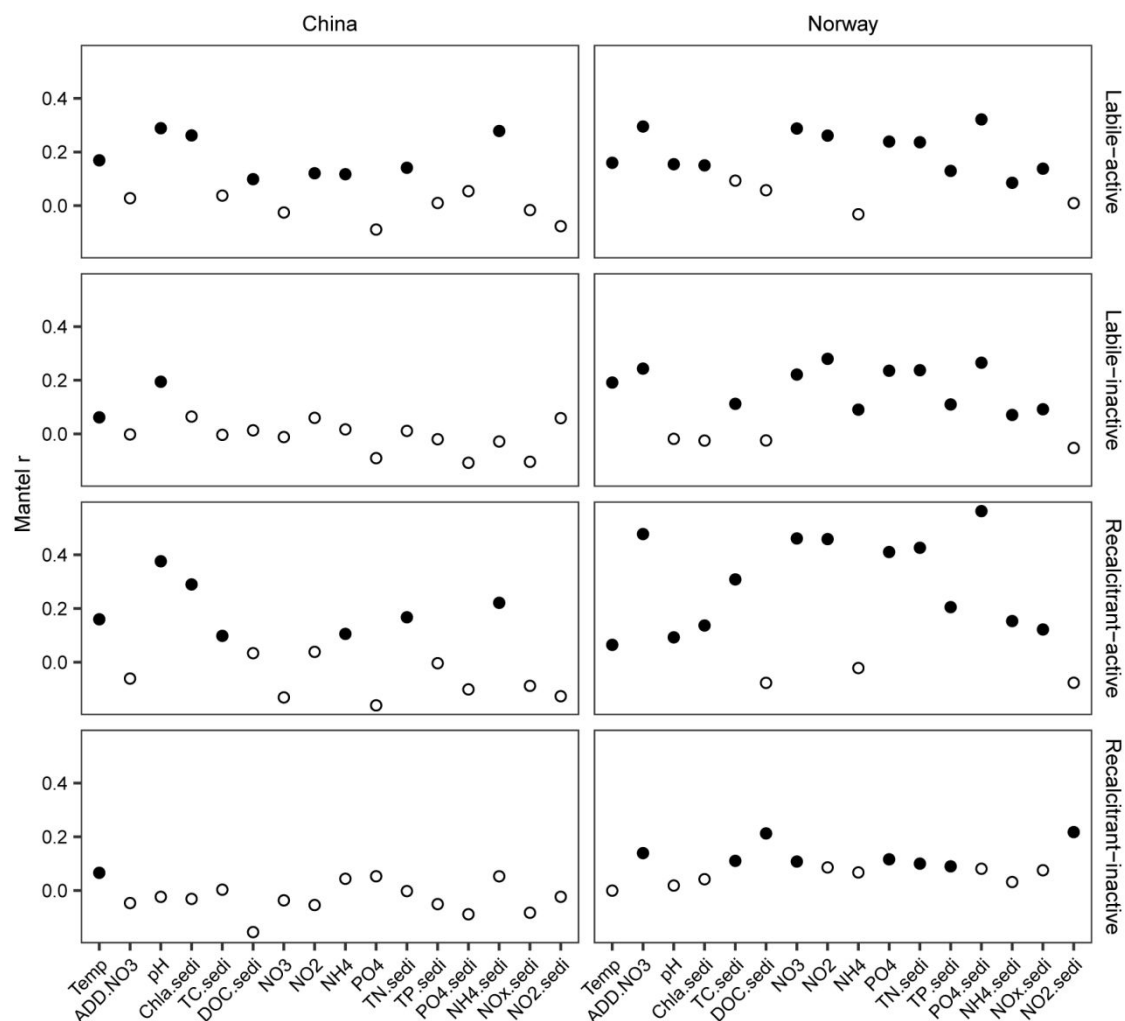 China
Norway
0.4
0.2
0.0
Labile-active
0.4
0.2
0.0
Labile-inactive
0.4
0.2
0.0
Recalcitrant-active
0.4
0.2
0.0
Recalcitrant-inactive
Mantel r
Temp
ADD.NO3
pH
Chla.sedi
TC.sedi
DOC.sedi
NO3
NO2
NH4
PO4
TN.sedi
TP.sedi
PO4.sedi
NH4.sedi
NOx.sedi
NO2.sedi
Temp
ADD.NO3
pH
Chla.sedi
TC.sedi
DOC.sedi
NO3
NO2
NH4
PO4
TN.sedi
TP.sedi
PO4.sedi
NH4.sedi
NOx.sedi
NO2.sedi